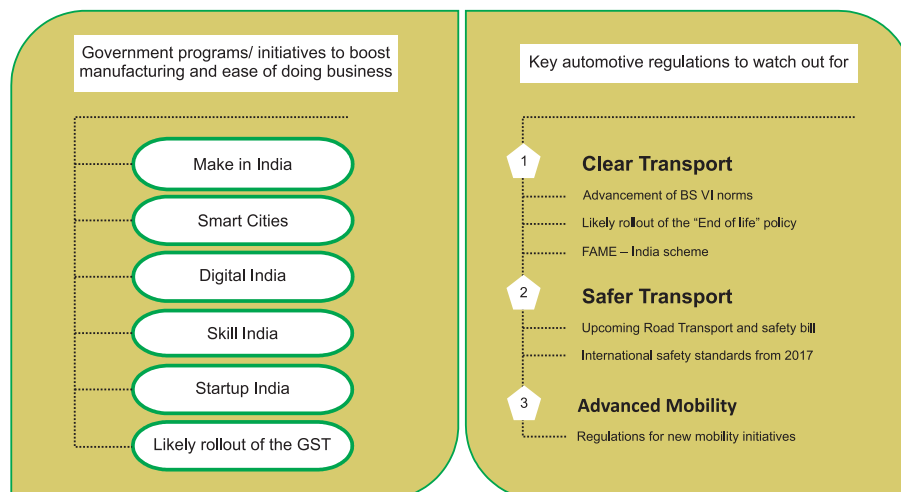 Government programs/ initiatives to boost
manufacturing and ease of doing business
Make in India
Smart Cities
Digital India
Skill India
Startup India
Likely rollout of the GST
Key automotive regulations to watch out for
1
Clear Transport
Advancement of BS VI norms
Likely rollout of the “End of life” policy
FAME – India scheme
2
Safer Transport
Upcoming Road Transport and safety bill
International safety standards from 2017
3
Advanced Mobility
Regulations for new mobility initiatives